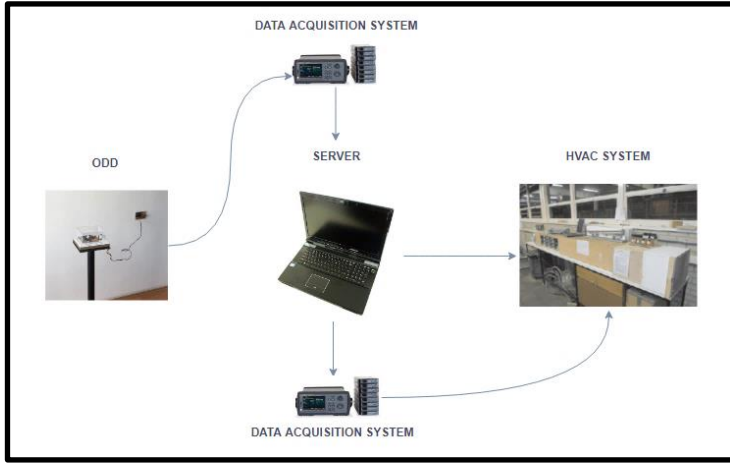 DATA ACQUISITION SYSTEM
ODD
SERVER
HVAC SYSTEM
DATA ACQUISITION SYSTEM